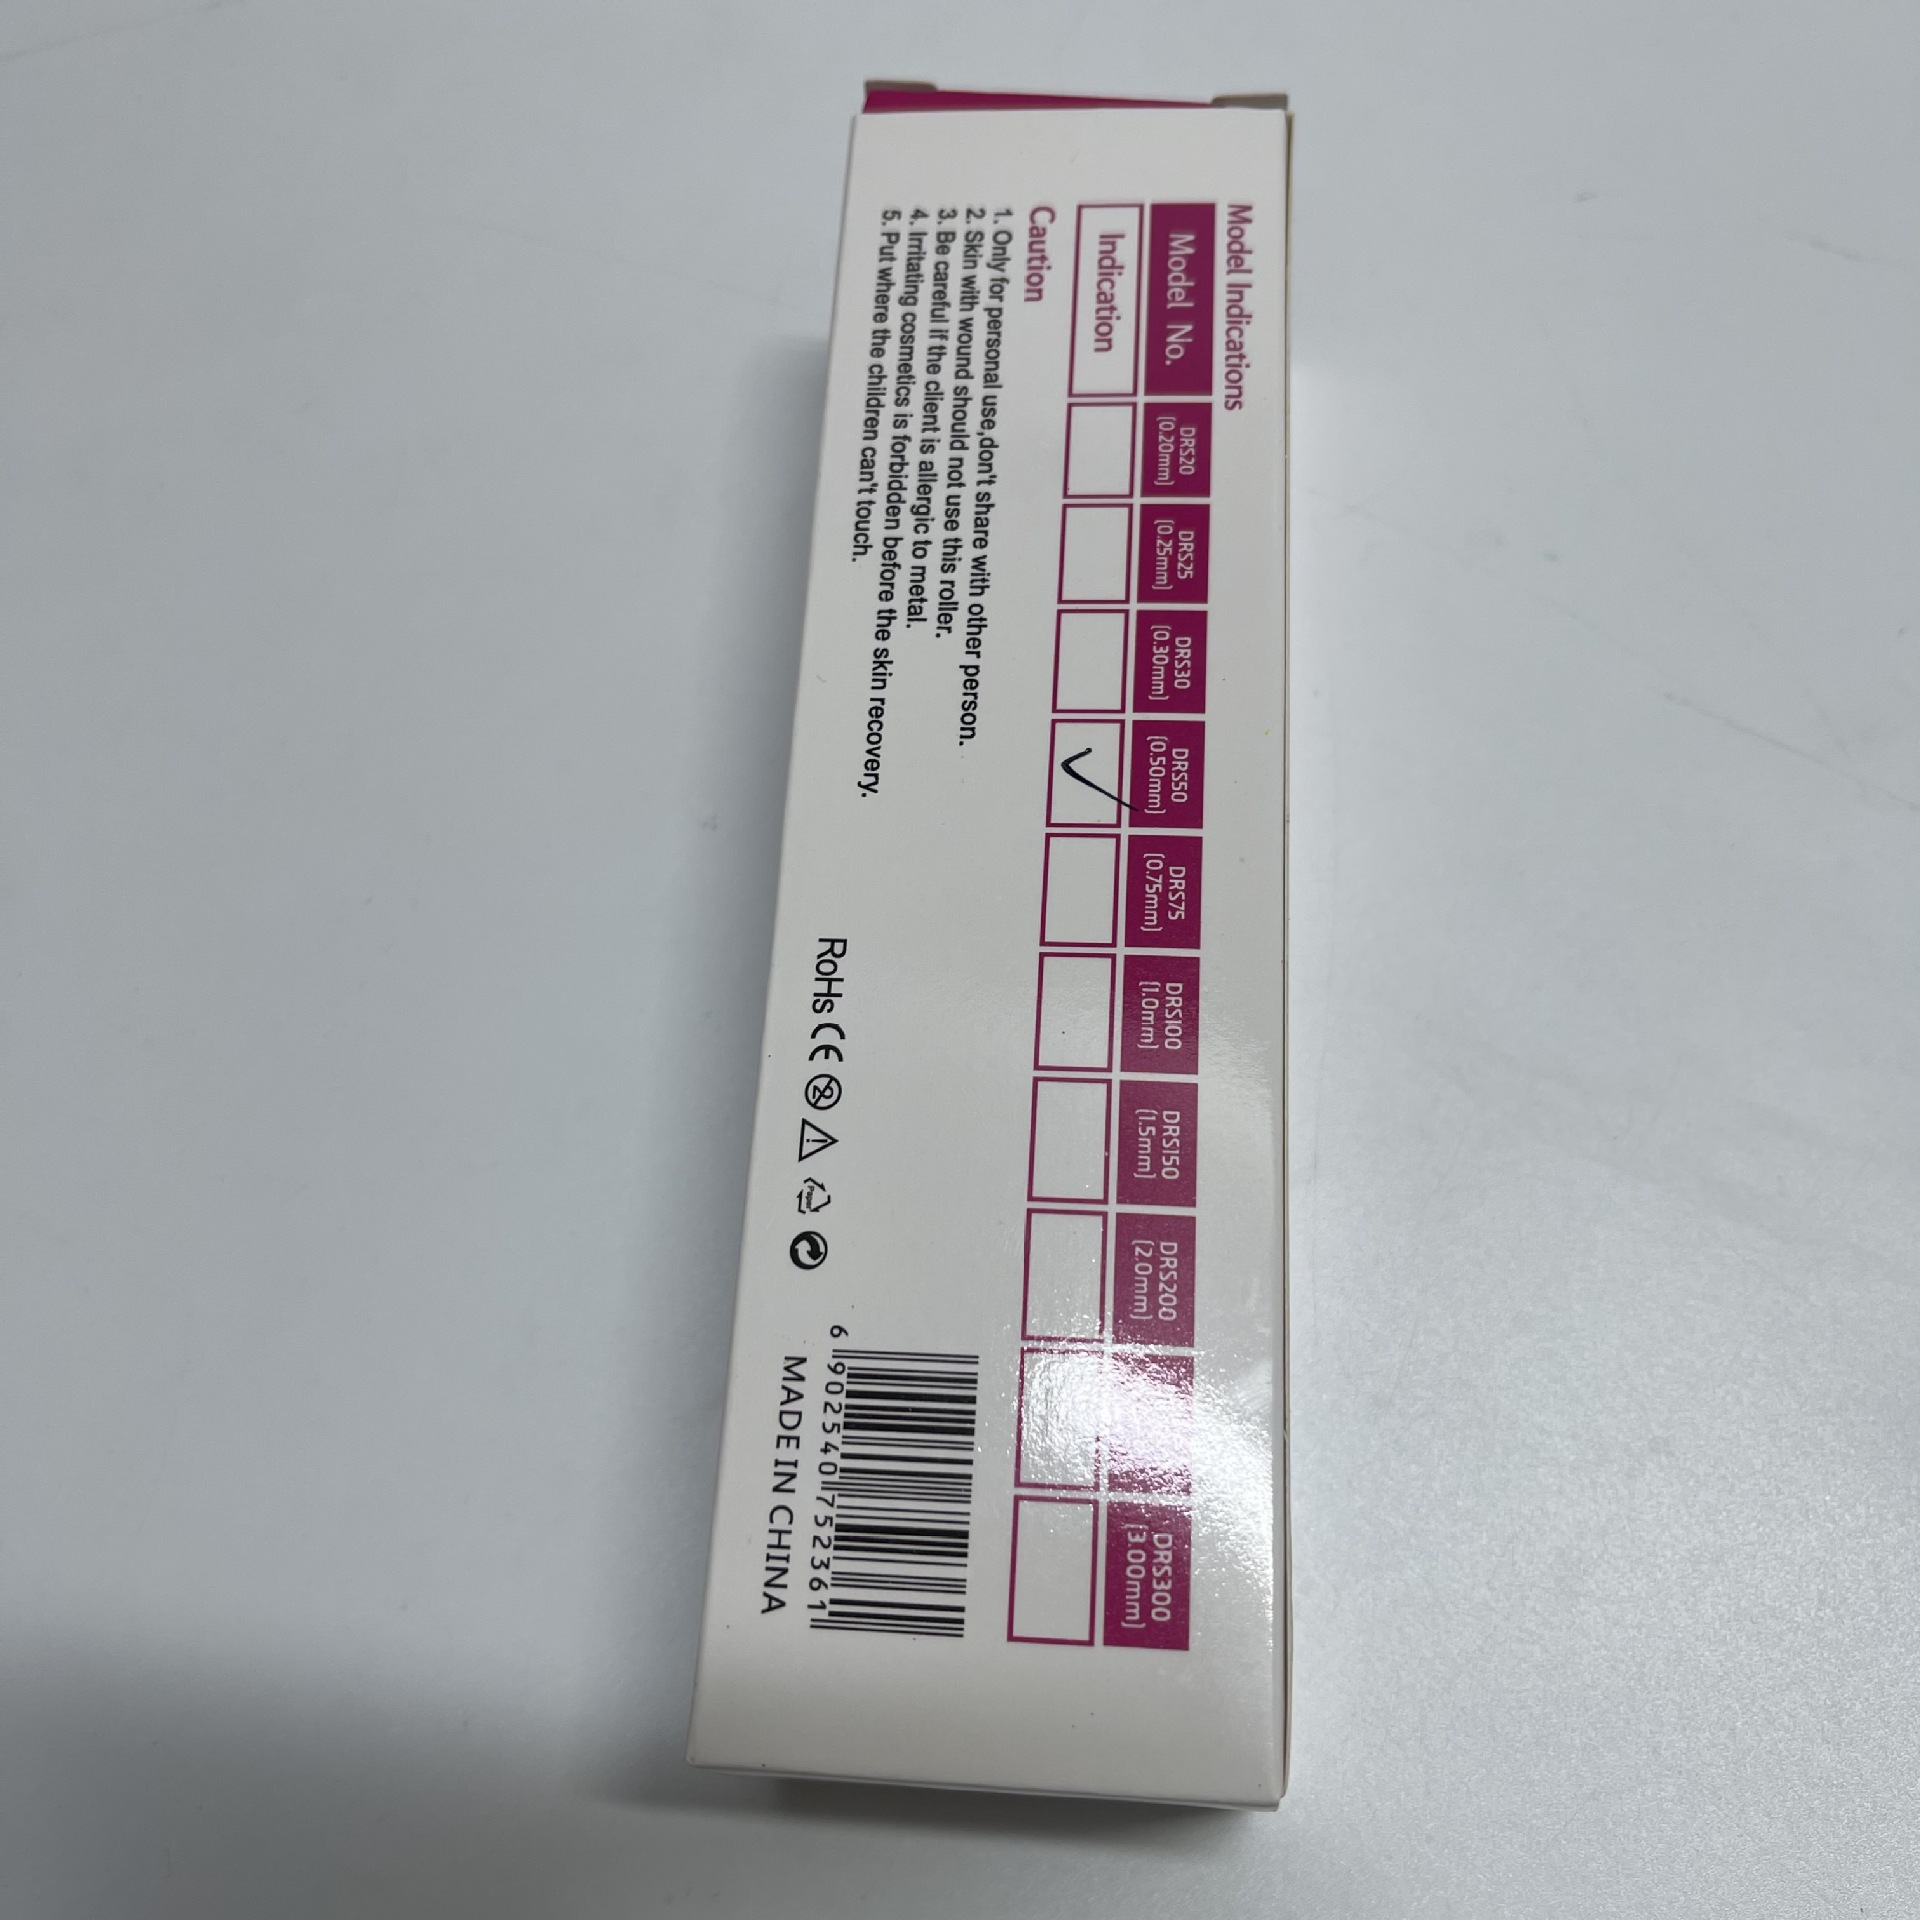 Model Indications
Model No.
DRS20
(0.20mm)
DRS25
(0.25mm)
DRS30
(0.30mm)
DRS50
(0.50mm)
DRS75
(0.75mm)
DRS100
(1.0mm)
DRS150
(1.5mm)
DRS200
(2.0mm)
DRS300
(3.00mm)
Indication
✓
Caution
1. Only for personal use,don't share with other person.
2. Skin with wound should not use this roller.
3. Be careful if the client is allergic to metal.
4. Irritating cosmetics is forbidden before the skin recovery.
5. Put where the children can't touch.
RoHs CE 2
6 902540 752361
MADE IN CHINA